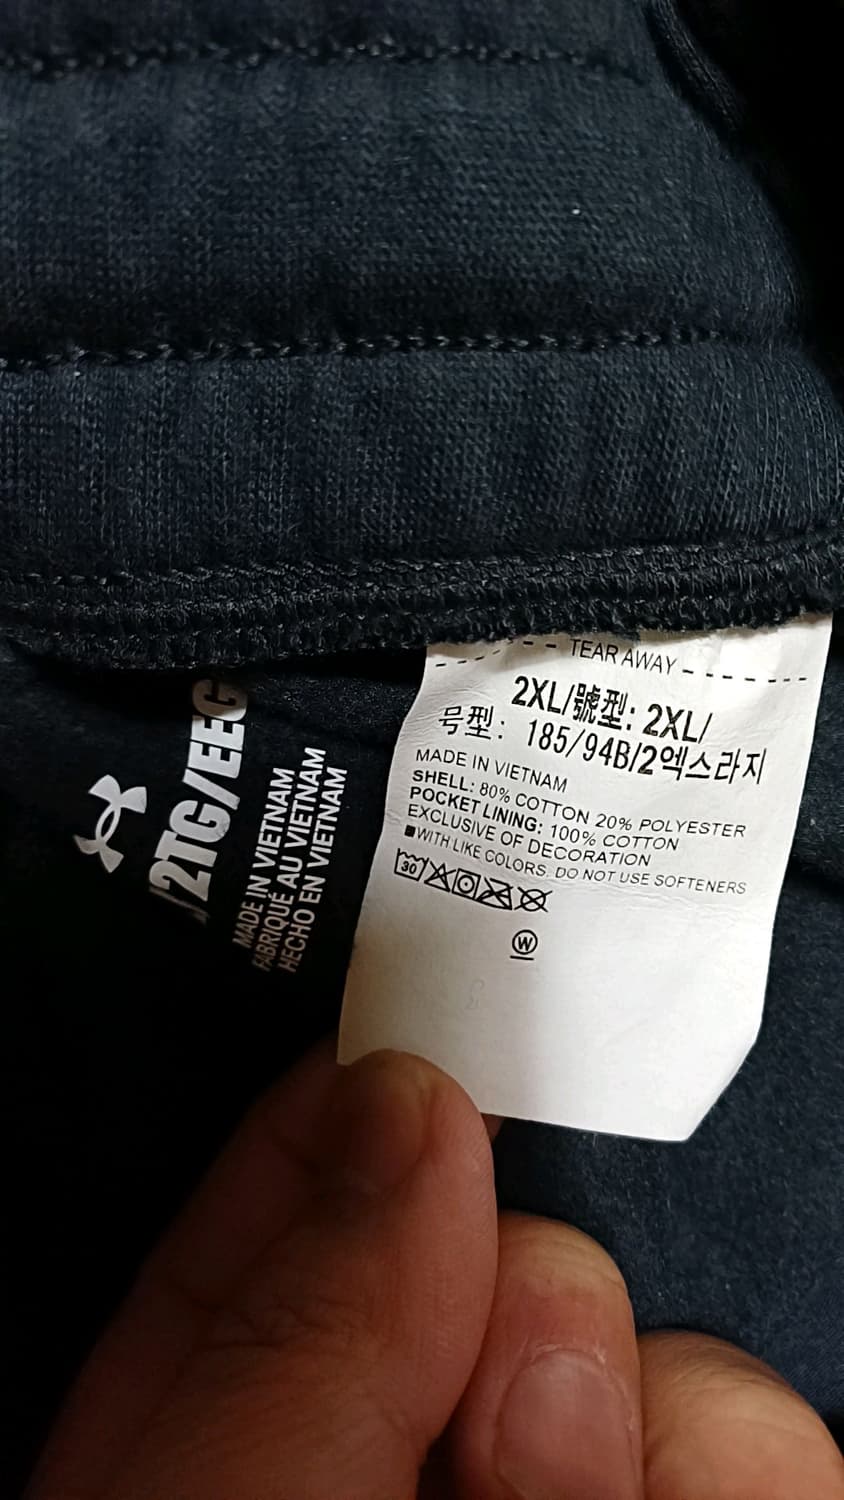 TEAR AWAY
2XL/號型: 2XL/
号型: 185/94B/2엑스라지
MADE IN VIETNAM
SHELL: 80% COTTON 20% POLYESTER
POCKET LINING: 100% COTTON
EXCLUSIVE OF DECORATION
■WITH LIKE COLORS, DO NOT USE SOFTENERS
30
W
/2TG/EEG
MADE IN VIETNAM
FABRIQUÉ AU VIETNAM
HECHO EN VIETNAM